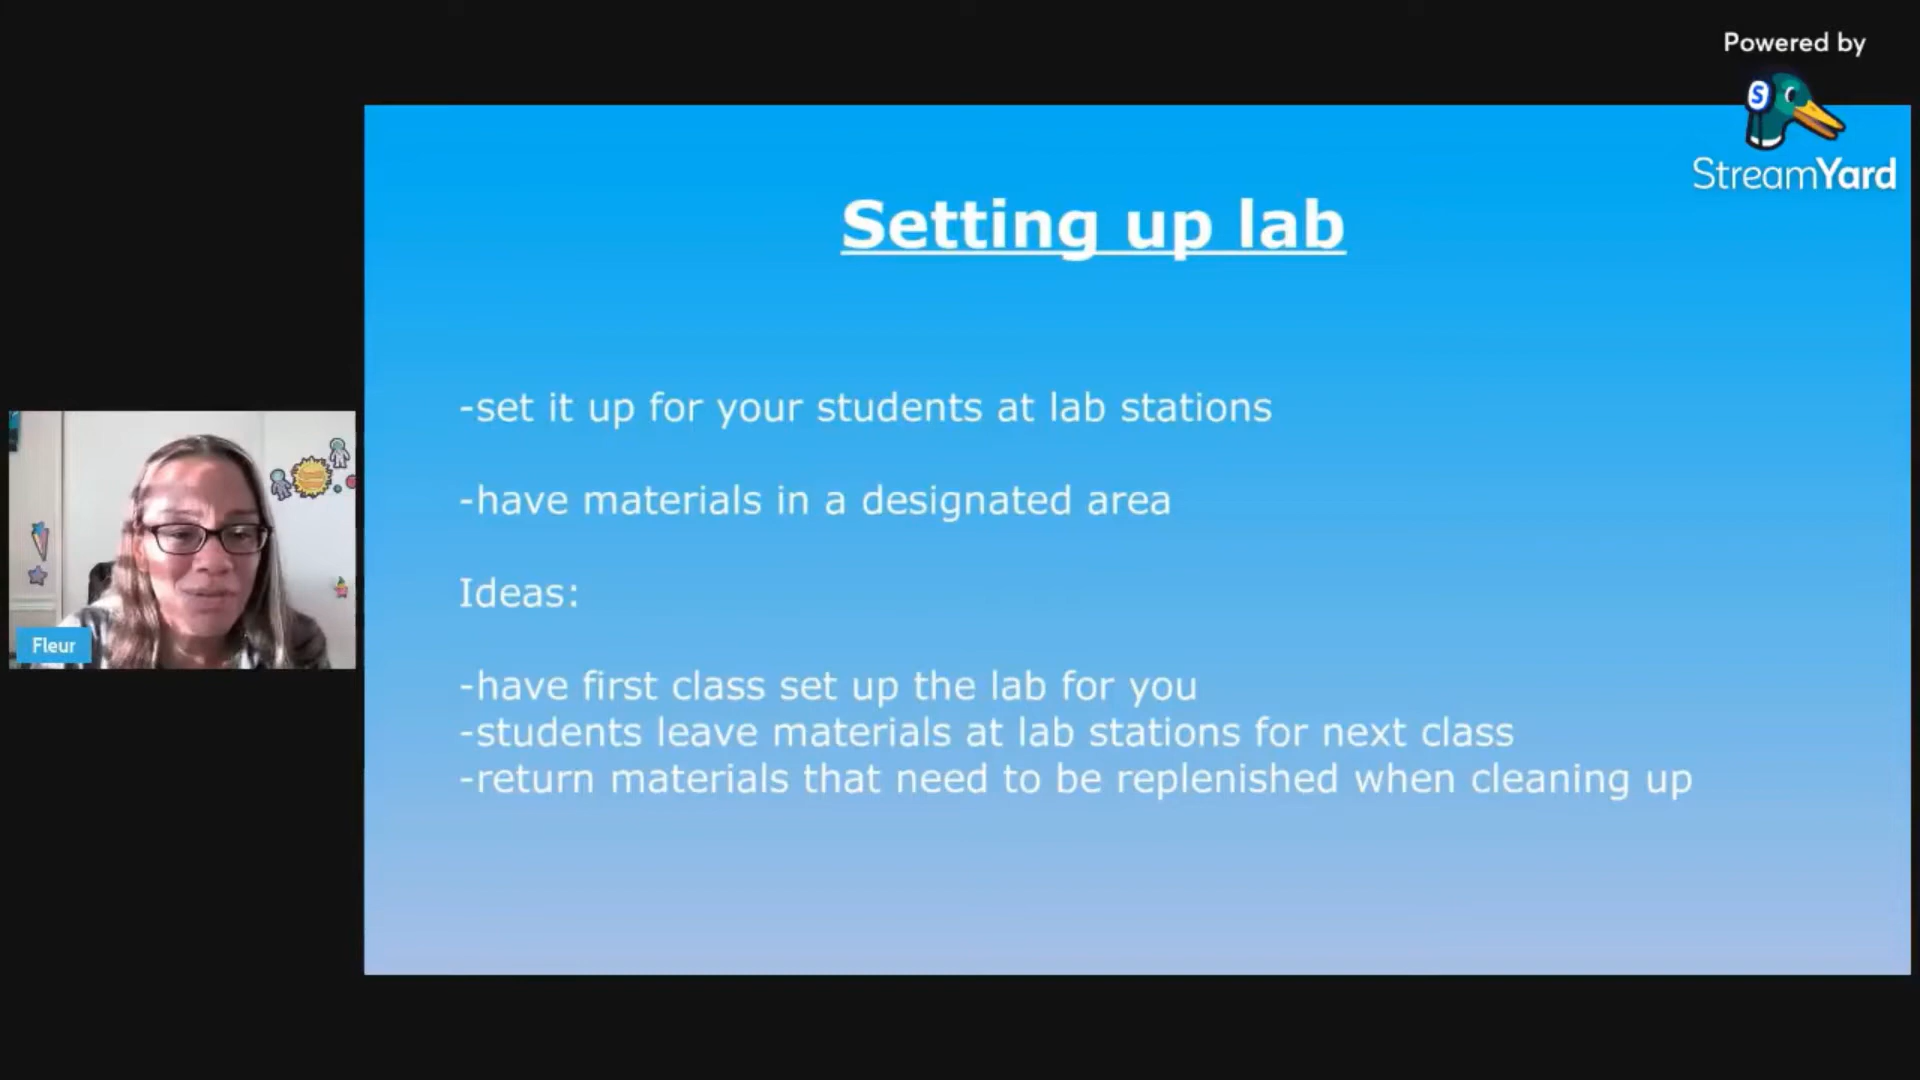 Powered by
S
StreamYard
Setting up lab
-set it up for your students at lab stations
-have materials in a designated area
Ideas:
-have first class set up the lab for you
-students leave materials at lab stations for next class
-return materials that need to be replenished when cleaning up
Fleur